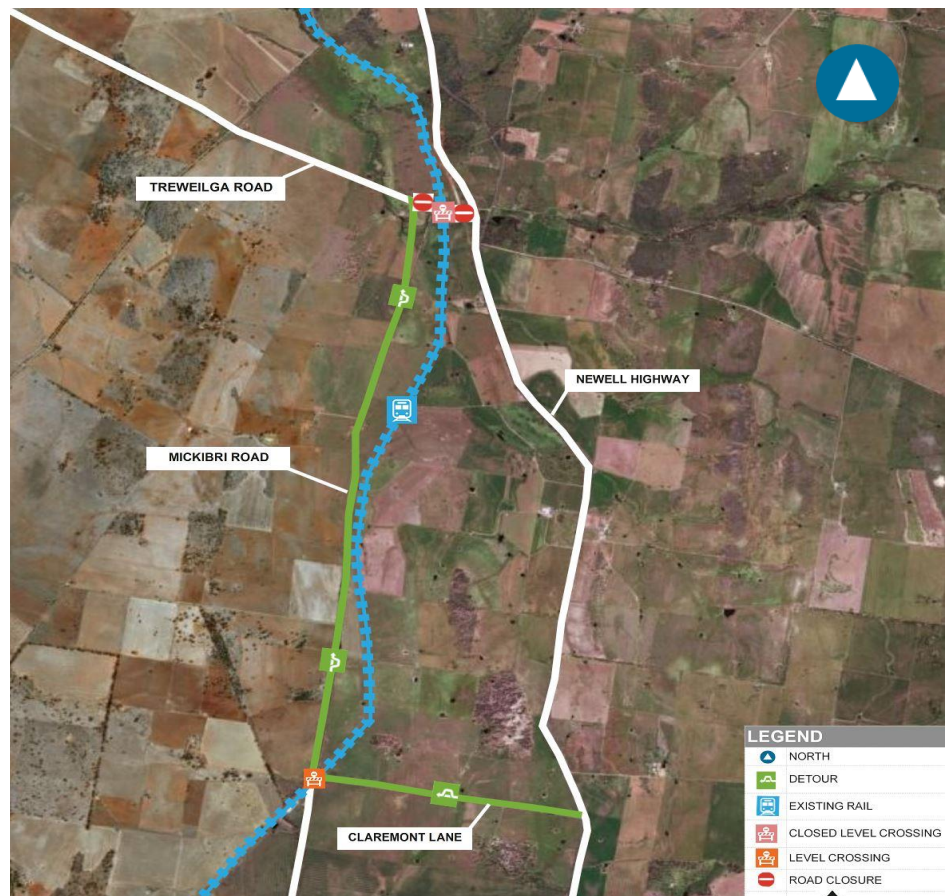 TREWEILGA ROAD
NEWELL HIGHWAY
MICKIBRI ROAD
CLAREMONT LANE
LEGEND
NORTH
DETOUR
EXISTING RAIL
CLOSED LEVEL CROSSING
LEVEL CROSSING
ROAD CLOSURE